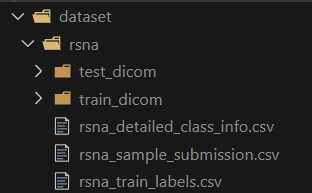 dataset
rsna
test_dicom
train_dicom
rsna_detailed_class_info.csv
rsna_sample_submission.csv
rsna_train_labels.csv